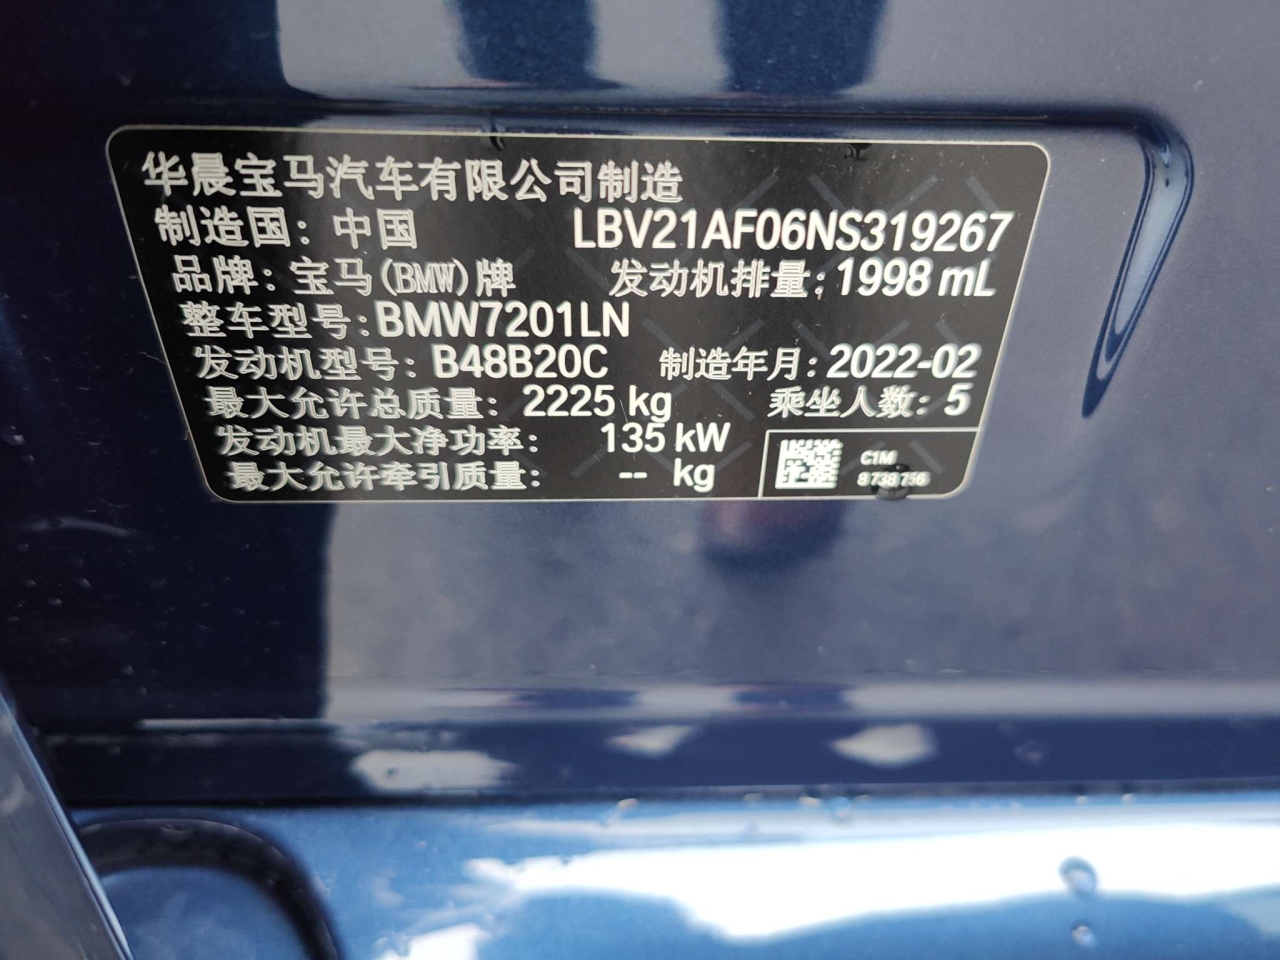 华晨宝马汽车有限公司制造
制造国：中国 LBV21AF06NS319267
品牌：宝马(BMW)牌 发动机排量：1998 mL
整车型号：BMW7201LN
发动机型号：B48B20C 制造年月：2022-02
最大允许总质量：2225 kg 乘坐人数：5
发动机最大净功率：135 kW
最大允许牵引质量：-- kg
C1M
8 738 756